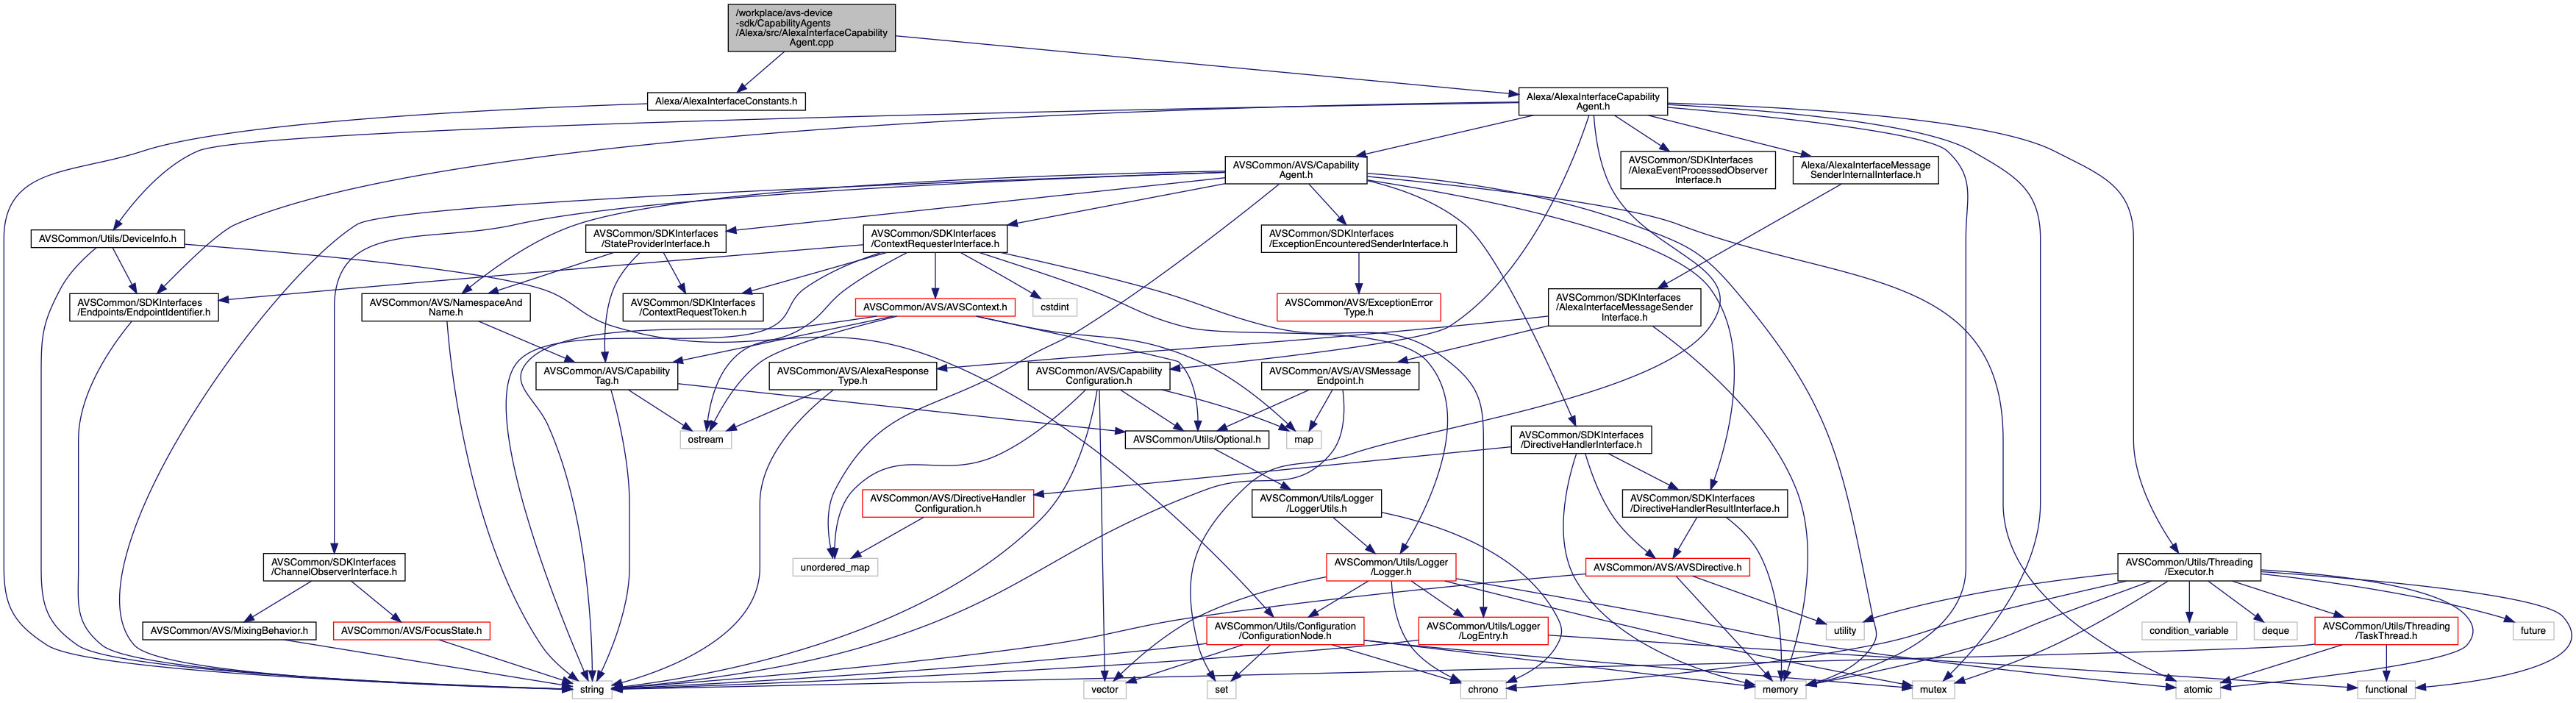 /workplace/avs-device
-sdk/CapabilityAgents
/Alexa/src/AlexaInterfaceCapability
Agent.cpp
Alexa/AlexaInterfaceConstants.h
Alexa/AlexaInterfaceCapability
Agent.h
AVSCommon/AVS/Capability
Agent.h
AVSCommon/SDKInterfaces
/AlexaEventProcessedObserver
Interface.h
Alexa/AlexaInterfaceMessage
SenderInternalInterface.h
AVSCommon/Utils/DeviceInfo.h
AVSCommon/SDKInterfaces
/StateProviderInterface.h
AVSCommon/SDKInterfaces
/ContextRequesterInterface.h
AVSCommon/SDKInterfaces
/ExceptionEncounteredSenderInterface.h
AVSCommon/SDKInterfaces
/Endpoints/EndpointIdentifier.h
AVSCommon/AVS/NamespaceAnd
Name.h
AVSCommon/SDKInterfaces
/ContextRequestToken.h
AVSCommon/AVS/AVSContext.h
cstdint
AVSCommon/AVS/ExceptionError
Type.h
AVSCommon/SDKInterfaces
/AlexaInterfaceMessageSender
Interface.h
AVSCommon/AVS/Capability
Tag.h
AVSCommon/AVS/AlexaResponse
Type.h
AVSCommon/AVS/Capability
Configuration.h
AVSCommon/AVS/AVSMessage
Endpoint.h
ostream
AVSCommon/Utils/Optional.h
map
AVSCommon/SDKInterfaces
/DirectiveHandlerInterface.h
AVSCommon/AVS/DirectiveHandler
Configuration.h
AVSCommon/Utils/Logger
/LoggerUtils.h
AVSCommon/SDKInterfaces
/DirectiveHandlerResultInterface.h
AVSCommon/SDKInterfaces
/ChannelObserverInterface.h
unordered_map
AVSCommon/Utils/Logger
/Logger.h
AVSCommon/AVS/AVSDirective.h
AVSCommon/Utils/Threading
/Executor.h
AVSCommon/AVS/MixingBehavior.h
AVSCommon/AVS/FocusState.h
AVSCommon/Utils/Configuration
/ConfigurationNode.h
AVSCommon/Utils/Logger
/LogEntry.h
utility
condition_variable
deque
AVSCommon/Utils/Threading
/TaskThread.h
future
string
vector
set
chrono
memory
mutex
atomic
functional